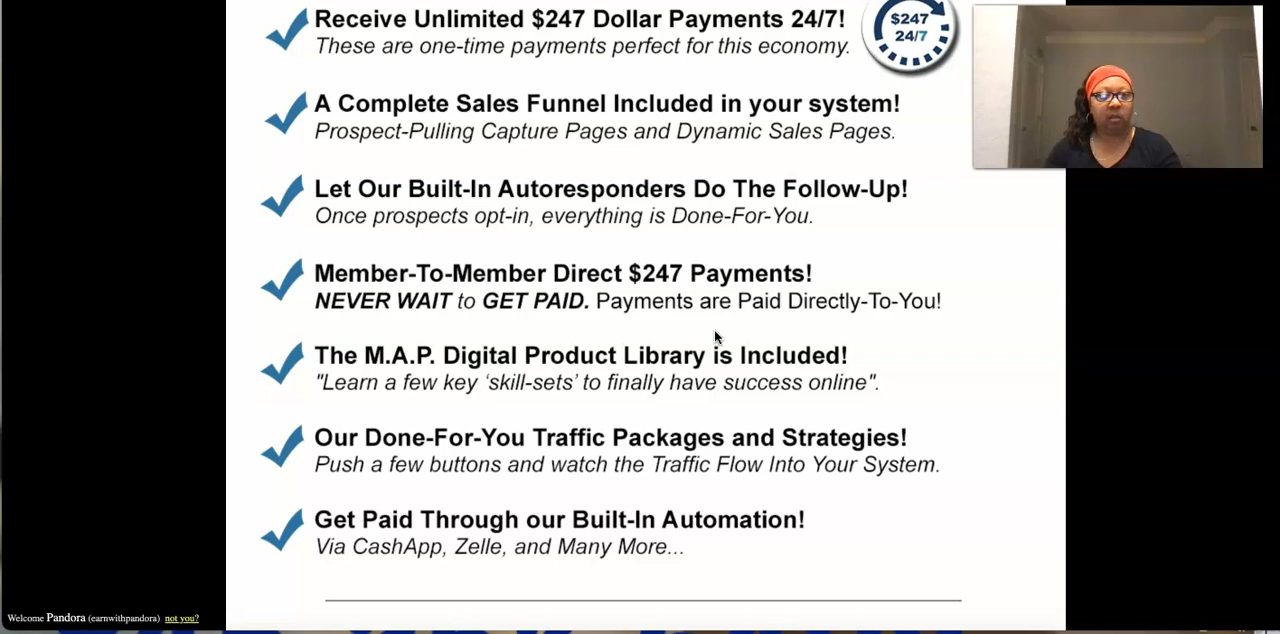 Receive Unlimited $247 Dollar Payments 24/7!
These are one-time payments perfect for this economy.
$247
24/7
A Complete Sales Funnel Included in your system!
Prospect-Pulling Capture Pages and Dynamic Sales Pages.
Let Our Built-In Autoresponders Do The Follow-Up!
Once prospects opt-in, everything is Done-For-You.
Member-To-Member Direct $247 Payments!
NEVER WAIT to GET PAID. Payments are Paid Directly-To-You!
The M.A.P. Digital Product Library is Included!
"Learn a few key ‘skill-sets’ to finally have success online".
Our Done-For-You Traffic Packages and Strategies!
Push a few buttons and watch the Traffic Flow Into Your System.
Get Paid Through our Built-In Automation!
Via CashApp, Zelle, and Many More...
Welcome Pandora (earnwithpandora) not you?